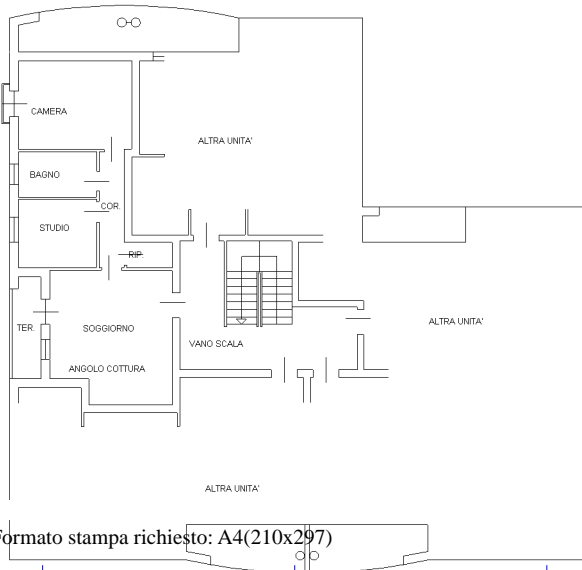 CAMERA
ALTRA UNITA'
BAGNO
COR.
STUDIO
RIP.
TER.
SOGGIORNO
ALTRA UNITA'
VANO SCALA
ANGOLO COTTURA
ALTRA UNITA'
Formato stampa richiesto: A4(210x297)